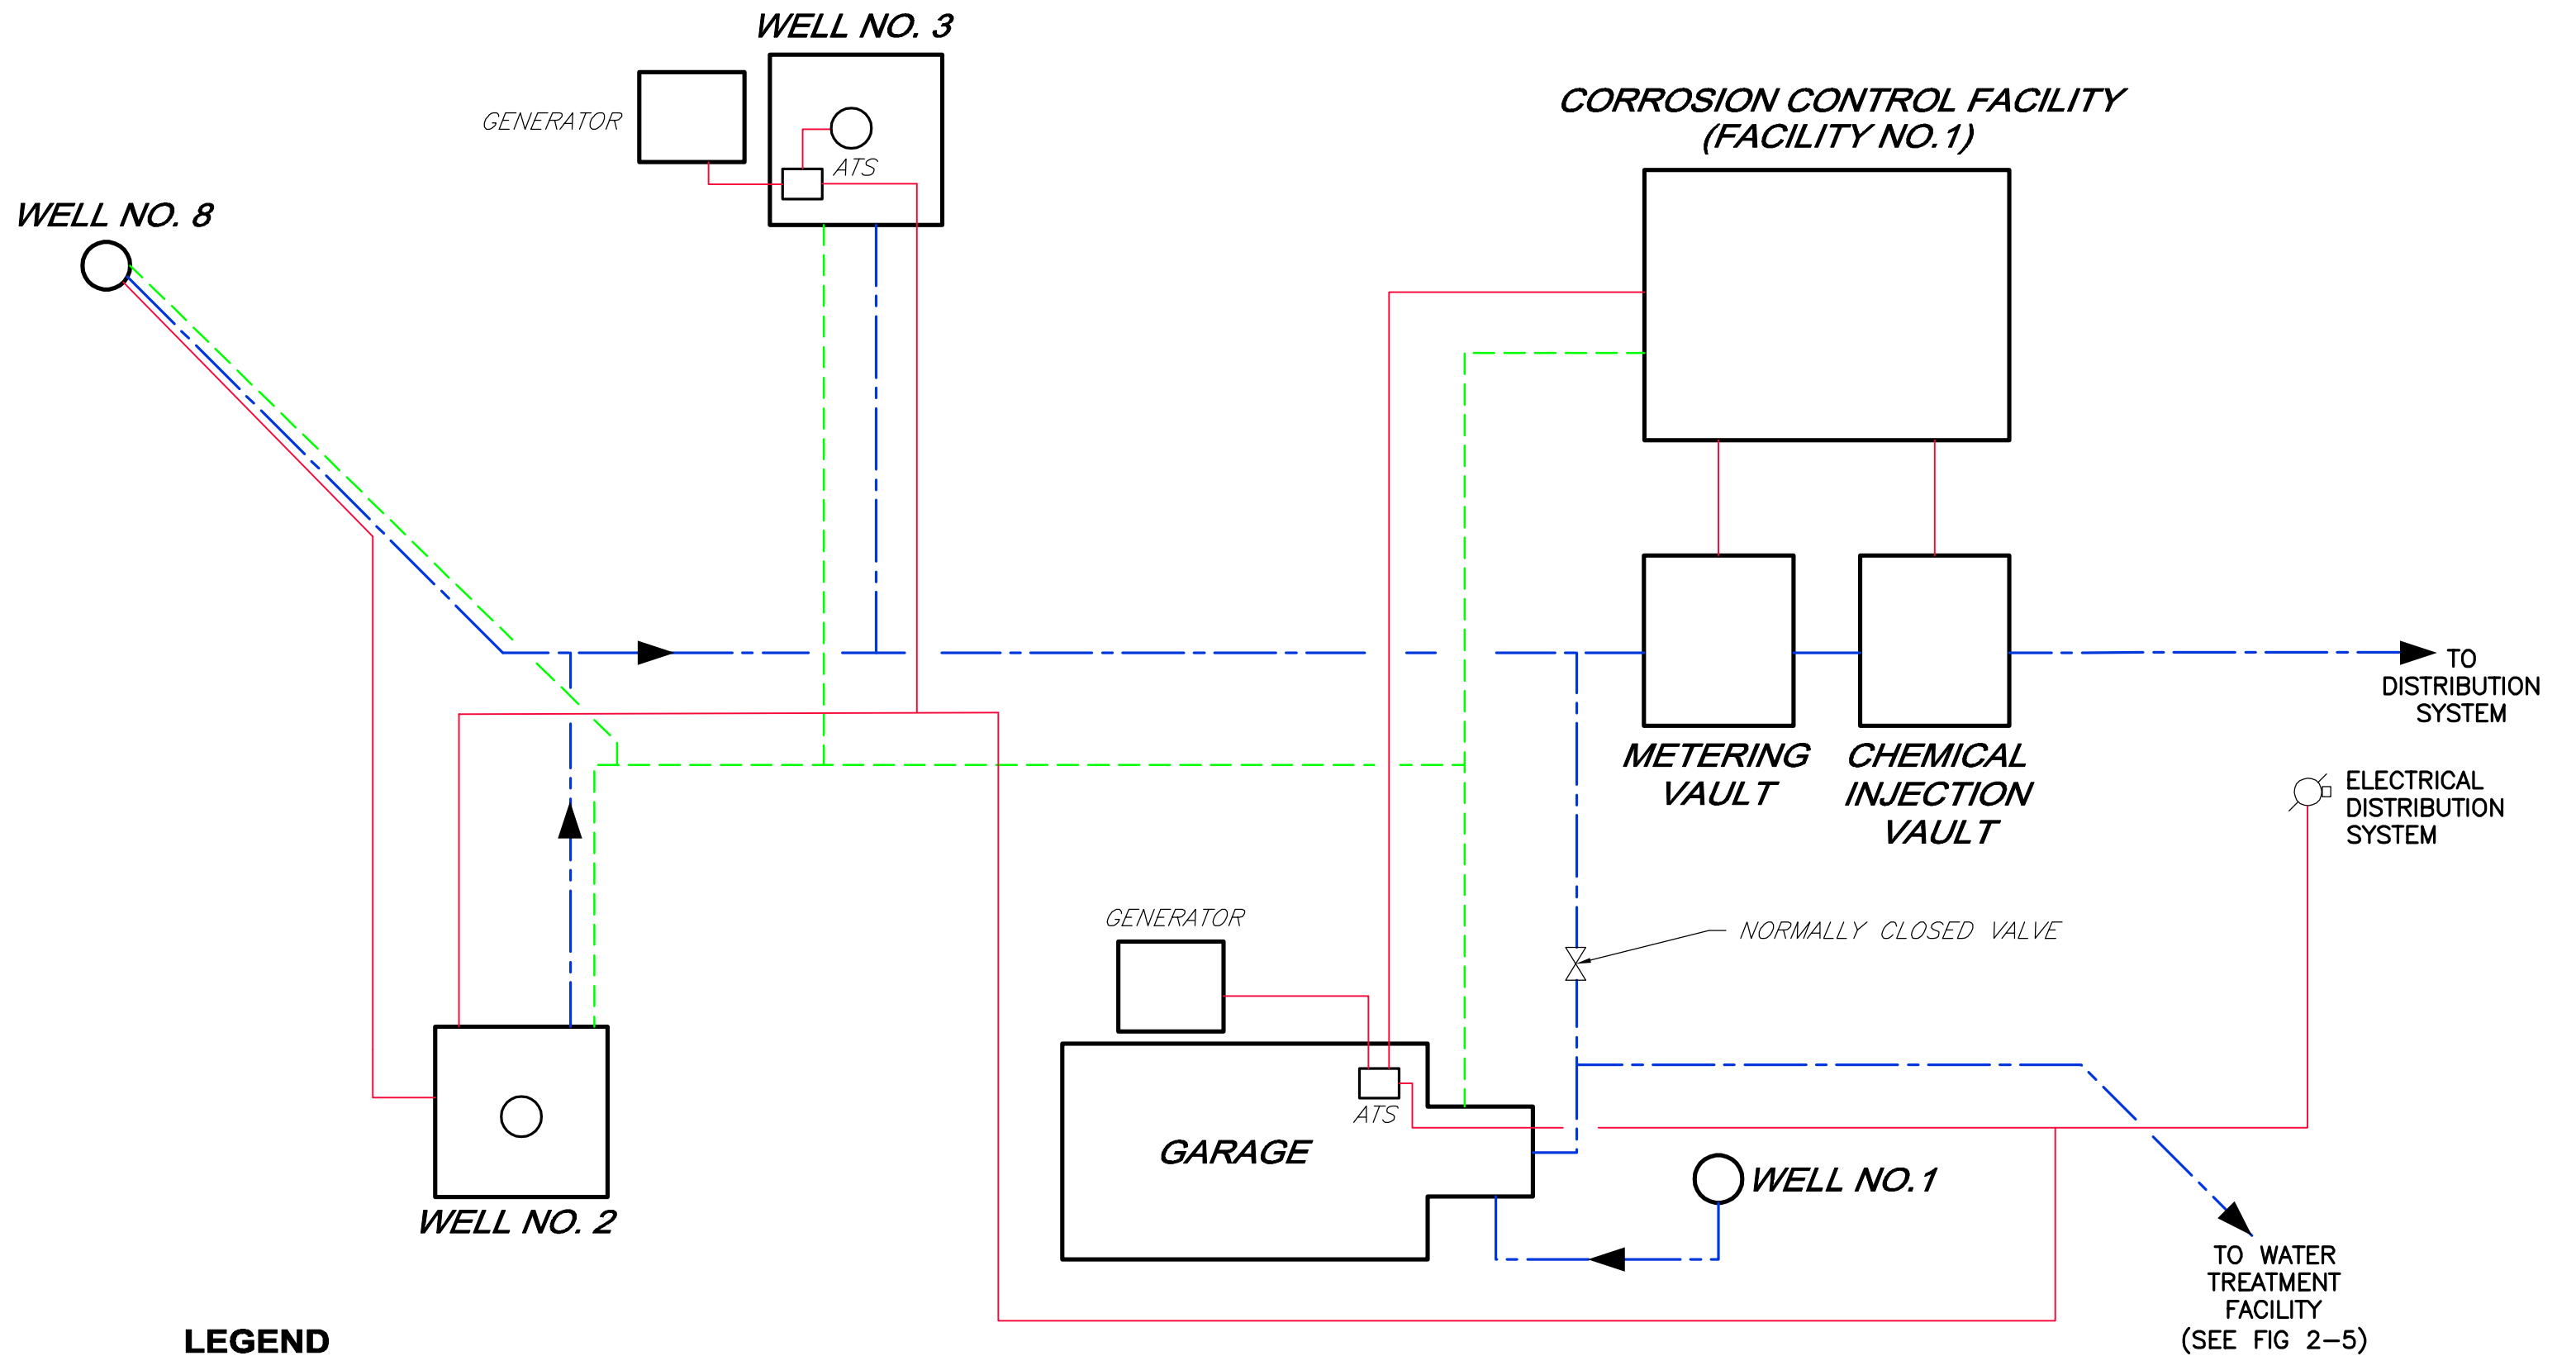 WELL NO. 3
GENERATOR
ATS
WELL NO. 8
CORROSION CONTROL FACILITY
(FACILITY NO.1)
TO
DISTRIBUTION
SYSTEM
METERING
VAULT
CHEMICAL
INJECTION
VAULT
ELECTRICAL
DISTRIBUTION
SYSTEM
GENERATOR
NORMALLY CLOSED VALVE
ATS
GARAGE
WELL NO.1
WELL NO. 2
TO WATER
TREATMENT
FACILITY
(SEE FIG 2-5)
LEGEND